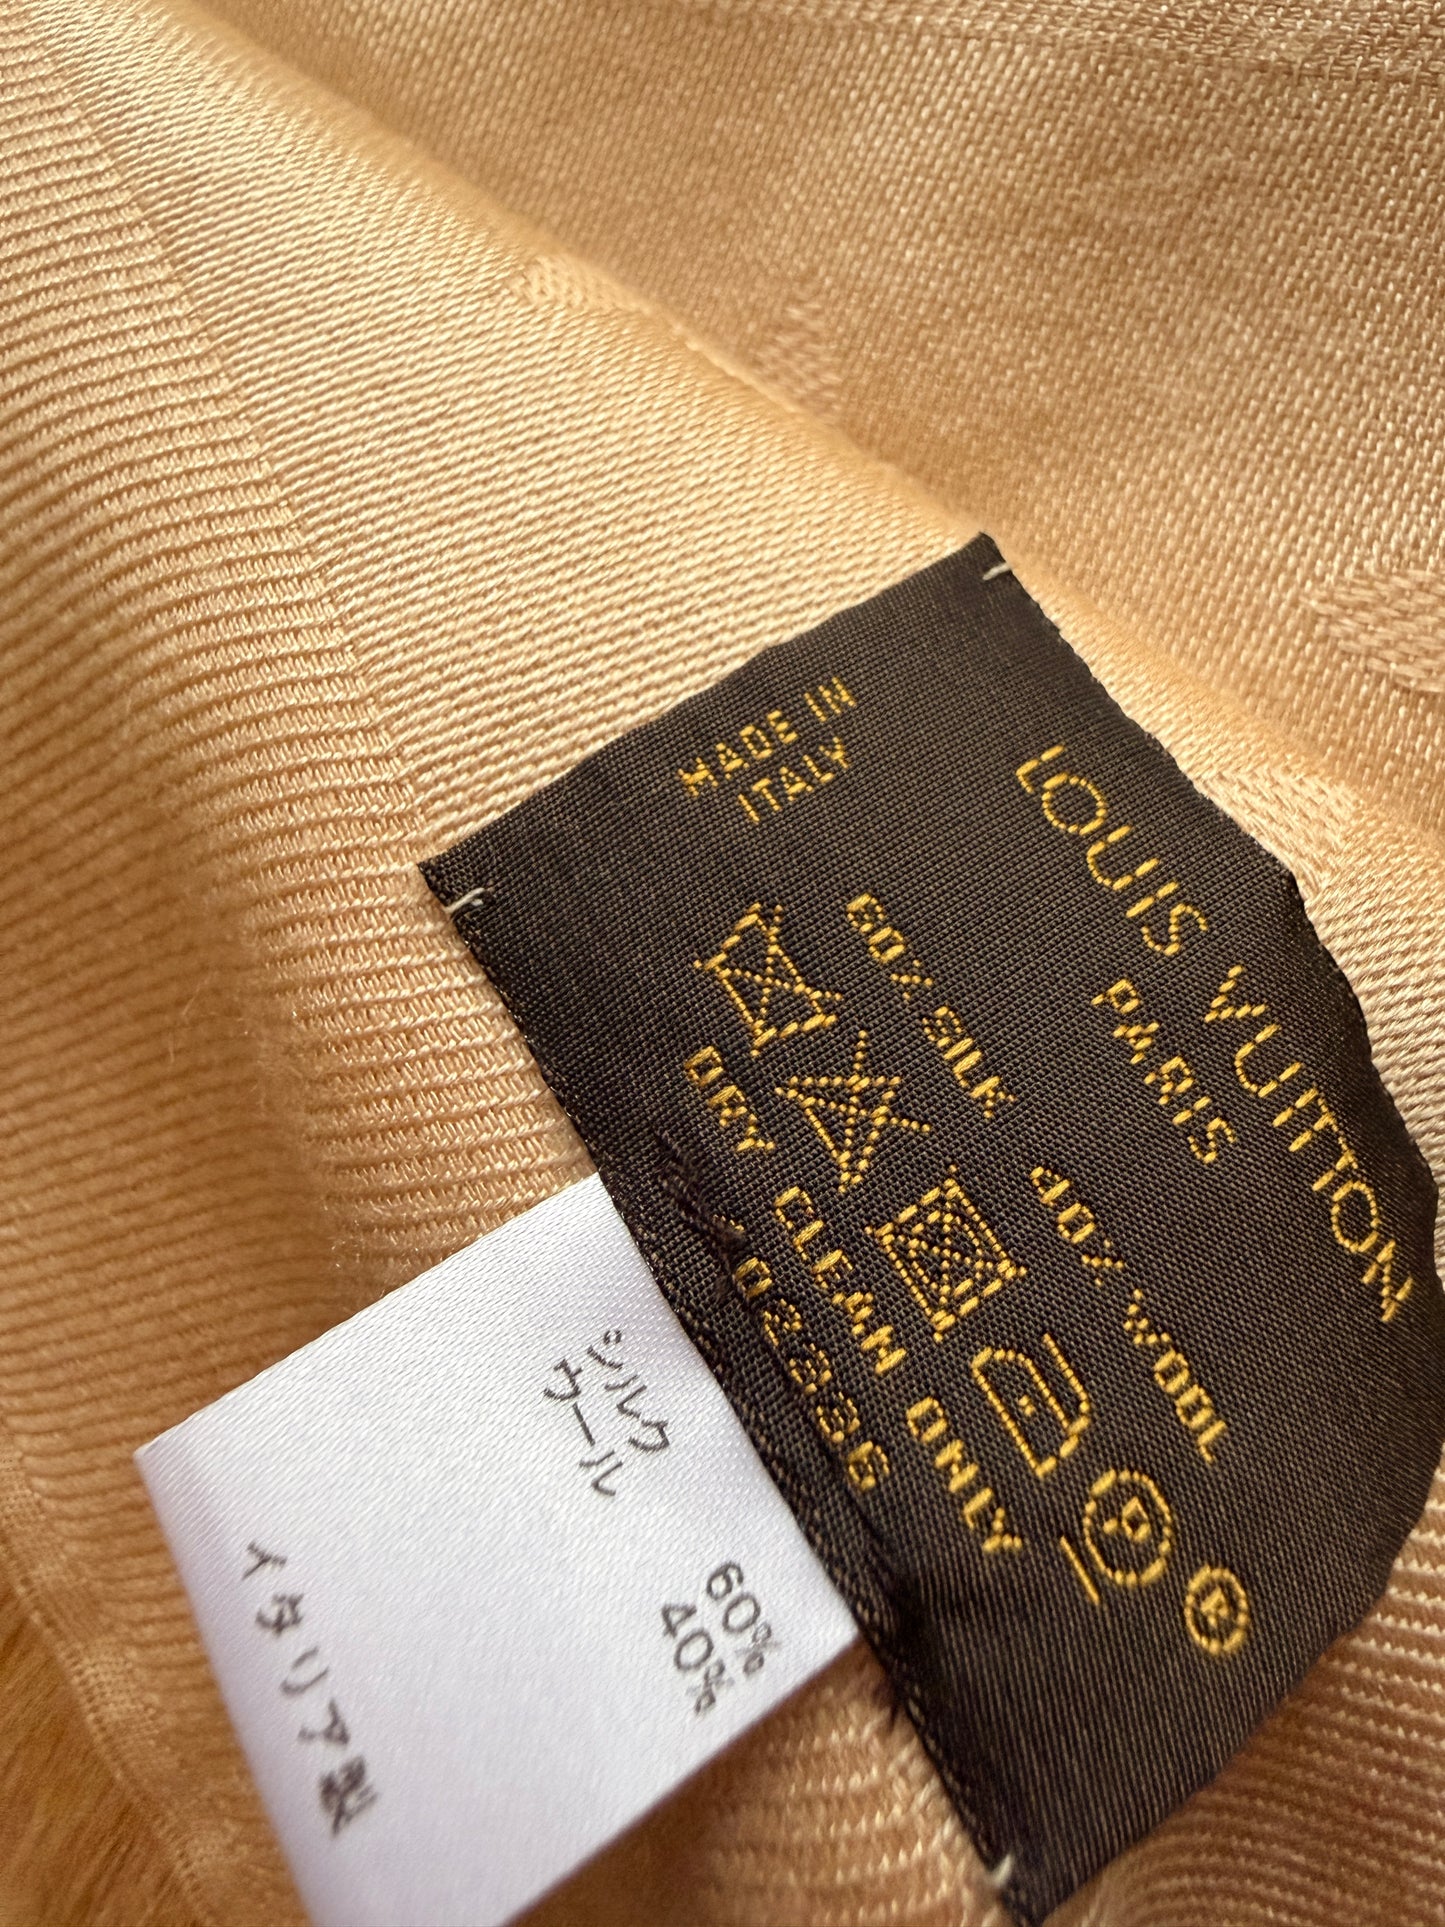 LOUIS VUITTON
PARIS
MADE IN
ITALY
60% SILK 40% WOOL
DRY CLEAN ONLY
シルク 60%
ウール 40%
イタリア製